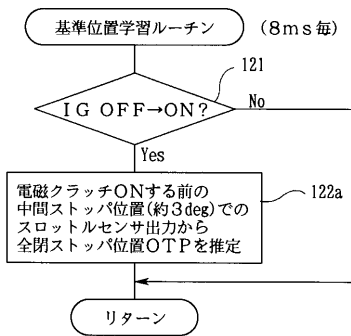 基準位置学習ルーチン
(8ms毎)
121
IG OFF→ON?
No
Yes
電磁クラッチONする前の
中間ストッパ位置(約3deg)での
スロットルセンサ出力から
全閉ストッパ位置OTPを推定
122a
リターン